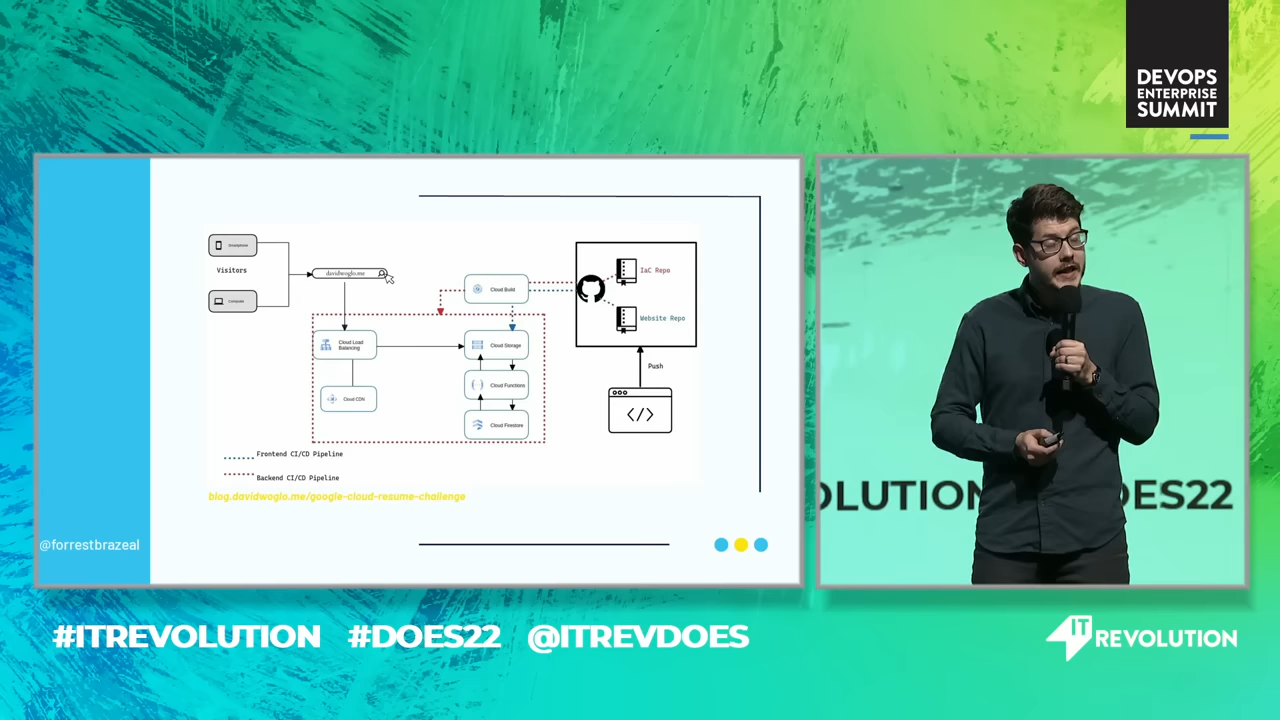 DEVOPS
ENTERPRISE
SUMMIT
Smartphone
Visitors
Computer
davidwoglo.me
Cloud Load
Balancing
Cloud CDN
Cloud Build
Cloud Storage
Cloud Functions
Cloud Firestore
IaC Repo
Website Repo
Push
</>
Frontend CI/CD Pipeline
Backend CI/CD Pipeline
blog.davidwoglo.me/google-cloud-resume-challenge
@forrestbrazeal
OLUTION DES22
#ITREVOLUTION #DOES22 @ITREVDOES
IT
REVOLUTION